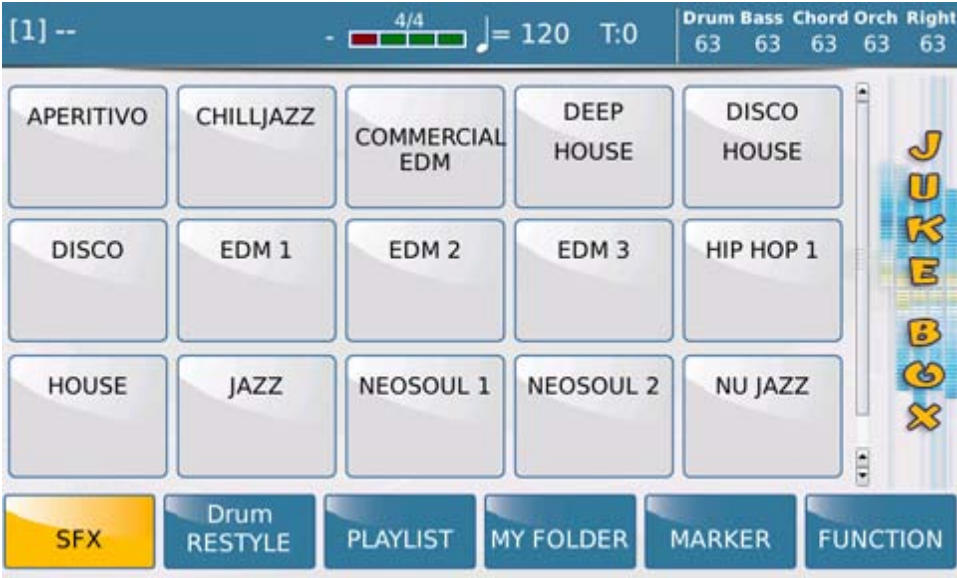 [1] --
- 4/4 = 120 T:0
Drum Bass Chord Orch Right
63 63 63 63 63
APERITIVO
CHILLJAZZ
COMMERCIAL
EDM
DEEP
HOUSE
DISCO
HOUSE
DISCO
EDM 1
EDM 2
EDM 3
HIP HOP 1
HOUSE
JAZZ
NEOSOUL 1
NEOSOUL 2
NU JAZZ
JUKE BOX
SFX
Drum
RESTYLE
PLAYLIST
MY FOLDER
MARKER
FUNCTION